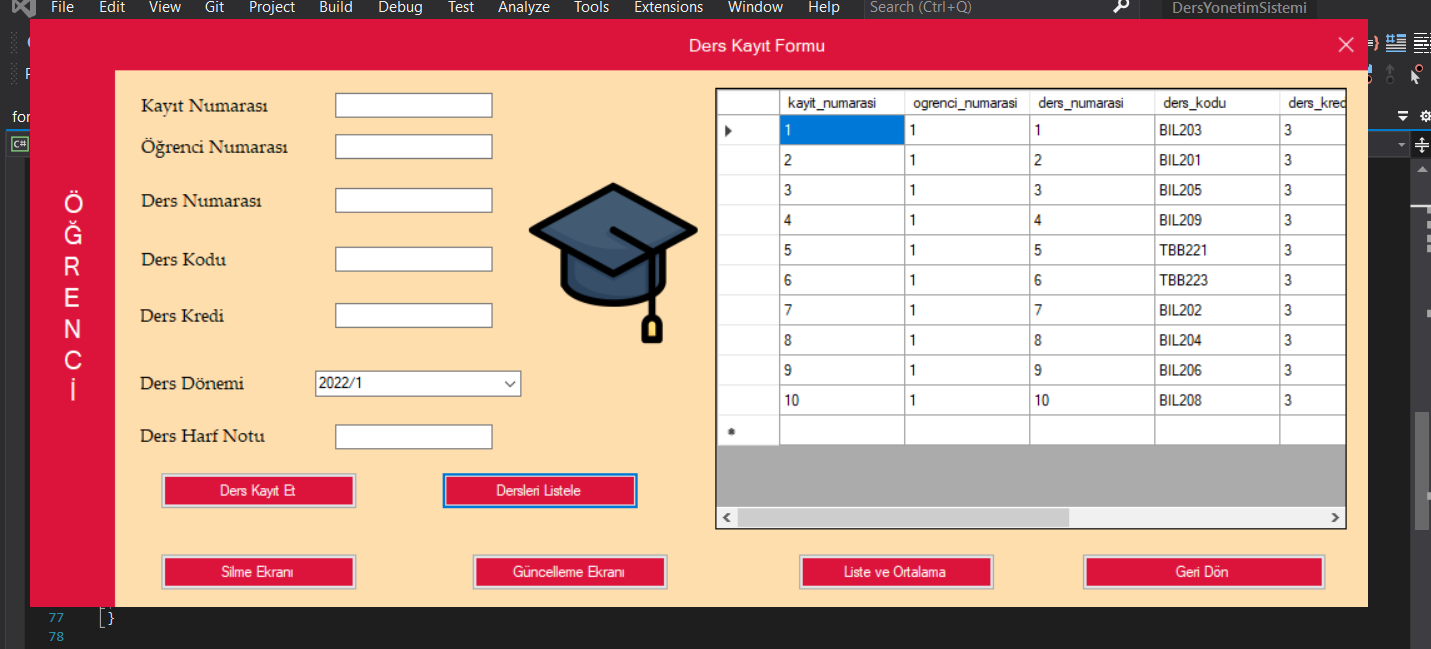 File Edit View Git Project Build Debug Test Analyze Tools Extensions Window Help Search (Ctrl+Q) DersYonetimSistemi
Ders Kayıt Formu
for
C#
ÖĞRENCİ
Kayıt Numarası
Öğrenci Numarası
Ders Numarası
Ders Kodu
Ders Kredi
Ders Dönemi 2022/1
Ders Harf Notu
Ders Kayıt Et Dersleri Listele
kayit_numarasi ogrenci_numarasi ders_numarasi ders_kodu ders_kred
1 1 1 BIL203 3
2 1 2 BIL201 3
3 1 3 BIL205 3
4 1 4 BIL209 3
5 1 5 TBB221 3
6 1 6 TBB223 3
7 1 7 BIL202 3
8 1 8 BIL204 3
9 1 9 BIL206 3
10 1 10 BIL208 3
Silme Ekranı Güncelleme Ekranı Liste ve Ortalama Geri Dön
77 }
78